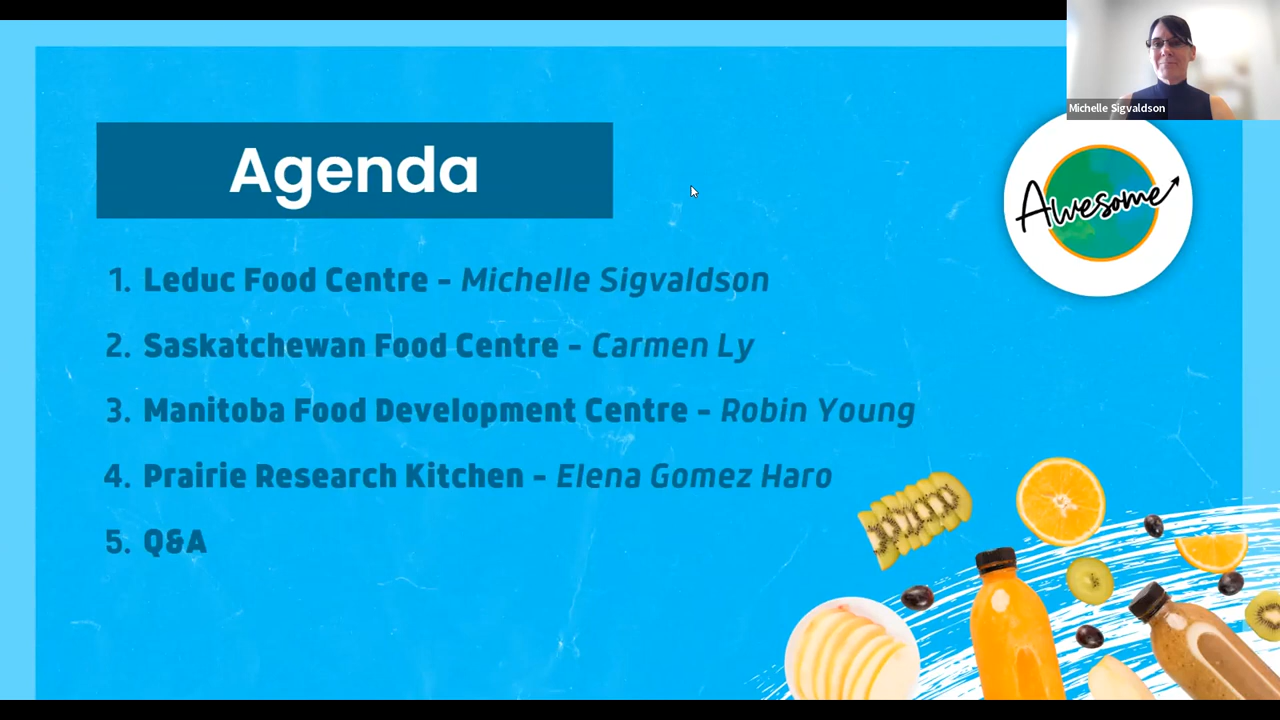 Michelle Sigvaldson
Agenda
Awesome
1. Leduc Food Centre - Michelle Sigvaldson
2. Saskatchewan Food Centre - Carmen Ly
3. Manitoba Food Development Centre - Robin Young
4. Prairie Research Kitchen - Elena Gomez Haro
5. Q&A